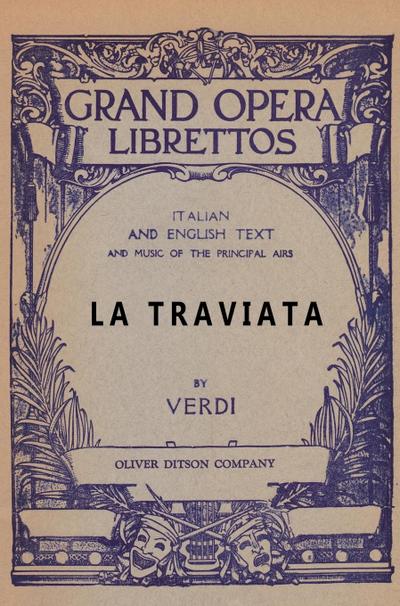 GRAND OPERA
LIBRETTOS
ITALIAN
AND ENGLISH TEXT
AND MUSIC OF THE PRINCIPAL AIRS
LA TRAVIATA
BY
VERDI
OLIVER DITSON COMPANY